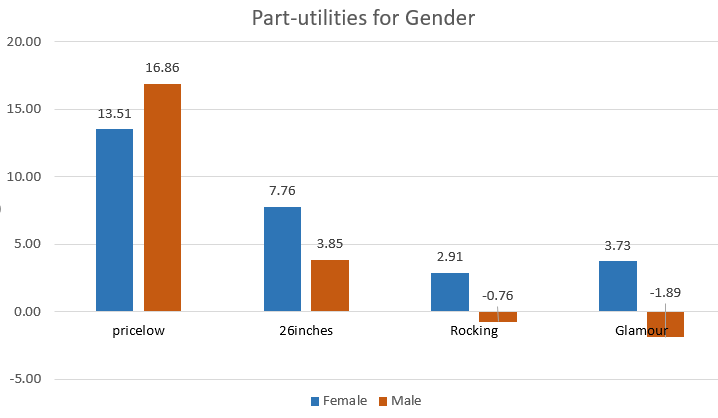 Part-utilities for Gender
20.00
15.00
10.00
5.00
0.00
-5.00
13.51
16.86
7.76
3.85
2.91
-0.76
3.73
-1.89
pricelow
26inches
Rocking
Glamour
Female
Male